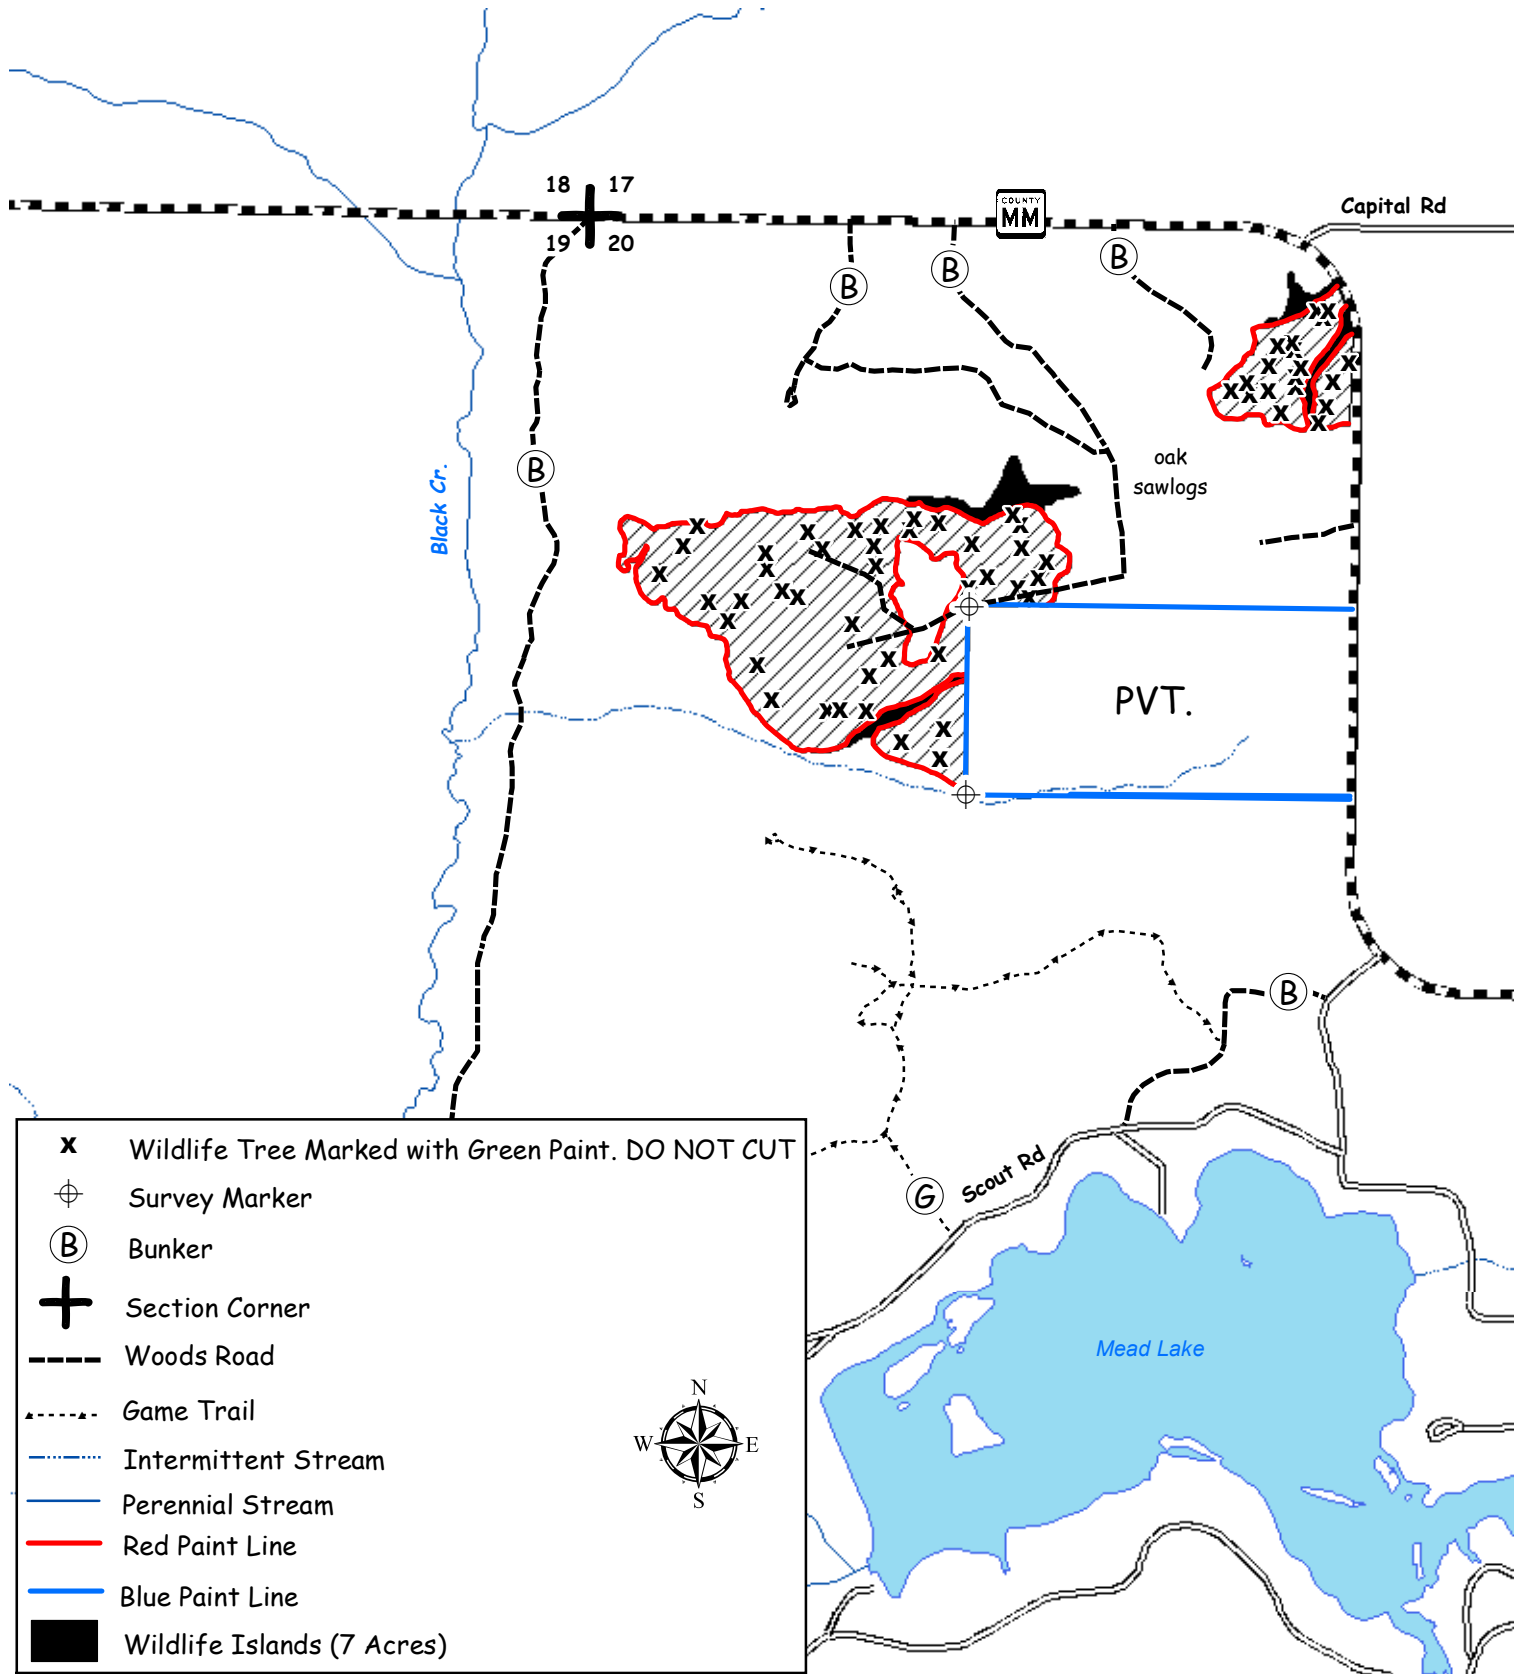 18 17
19 20
COUNTY
MM
Capital Rd
B
B
B
B
oak
sawlogs
Black Cr.
x
PVT.
B
Scout Rd
G
Mead Lake
x Wildlife Tree Marked with Green Paint. DO NOT CUT
Survey Marker
B Bunker
Section Corner
Woods Road
Game Trail
Intermittent Stream
Perennial Stream
Red Paint Line
Blue Paint Line
Wildlife Islands (7 Acres)
N
W E
S